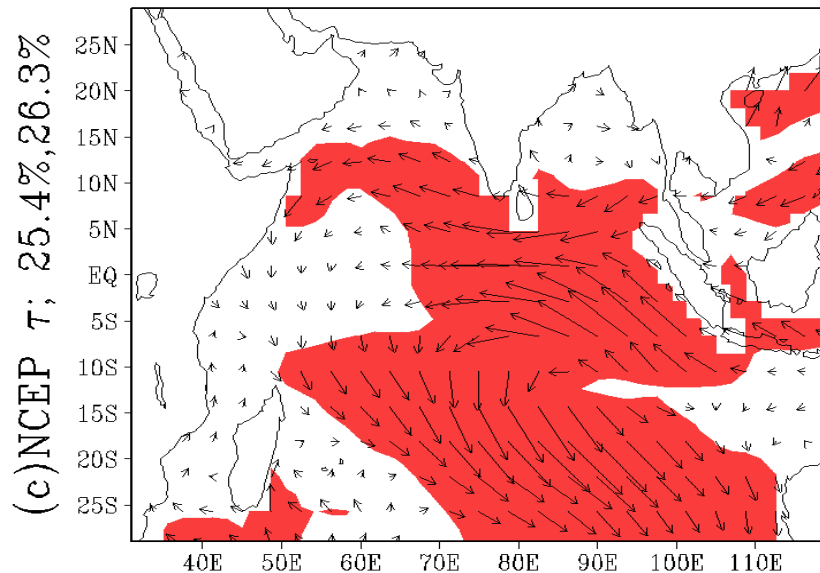 (c)NCEP τ; 25.4%,26.3%
25N
20N
15N
10N
5N
EQ
5S
10S
15S
20S
25S
40E 50E 60E 70E 80E 90E 100E 110E